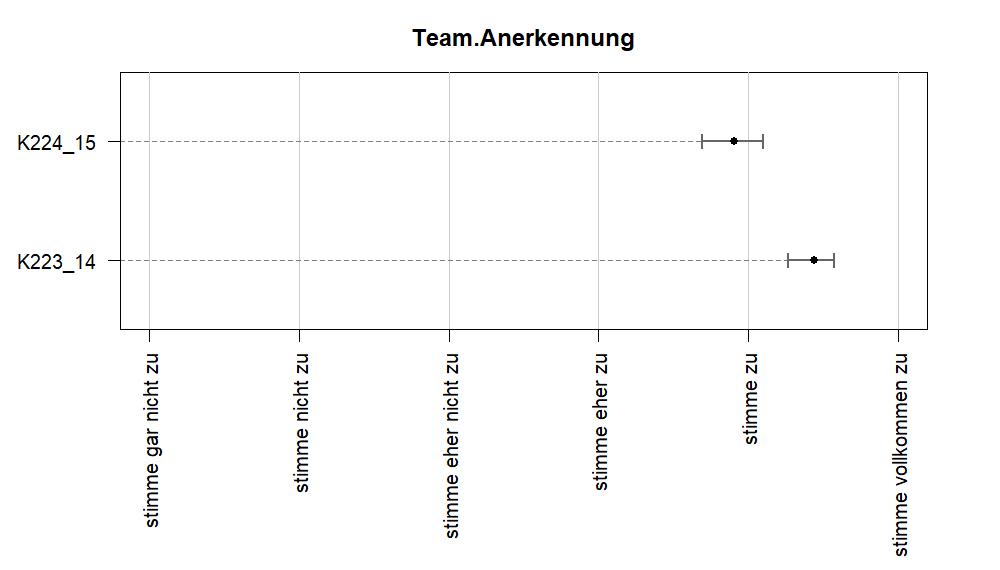 Team.Anerkennung
K224_15
K223_14
stimme gar nicht zu
stimme nicht zu
stimme eher nicht zu
stimme eher zu
stimme zu
stimme vollkommen zu